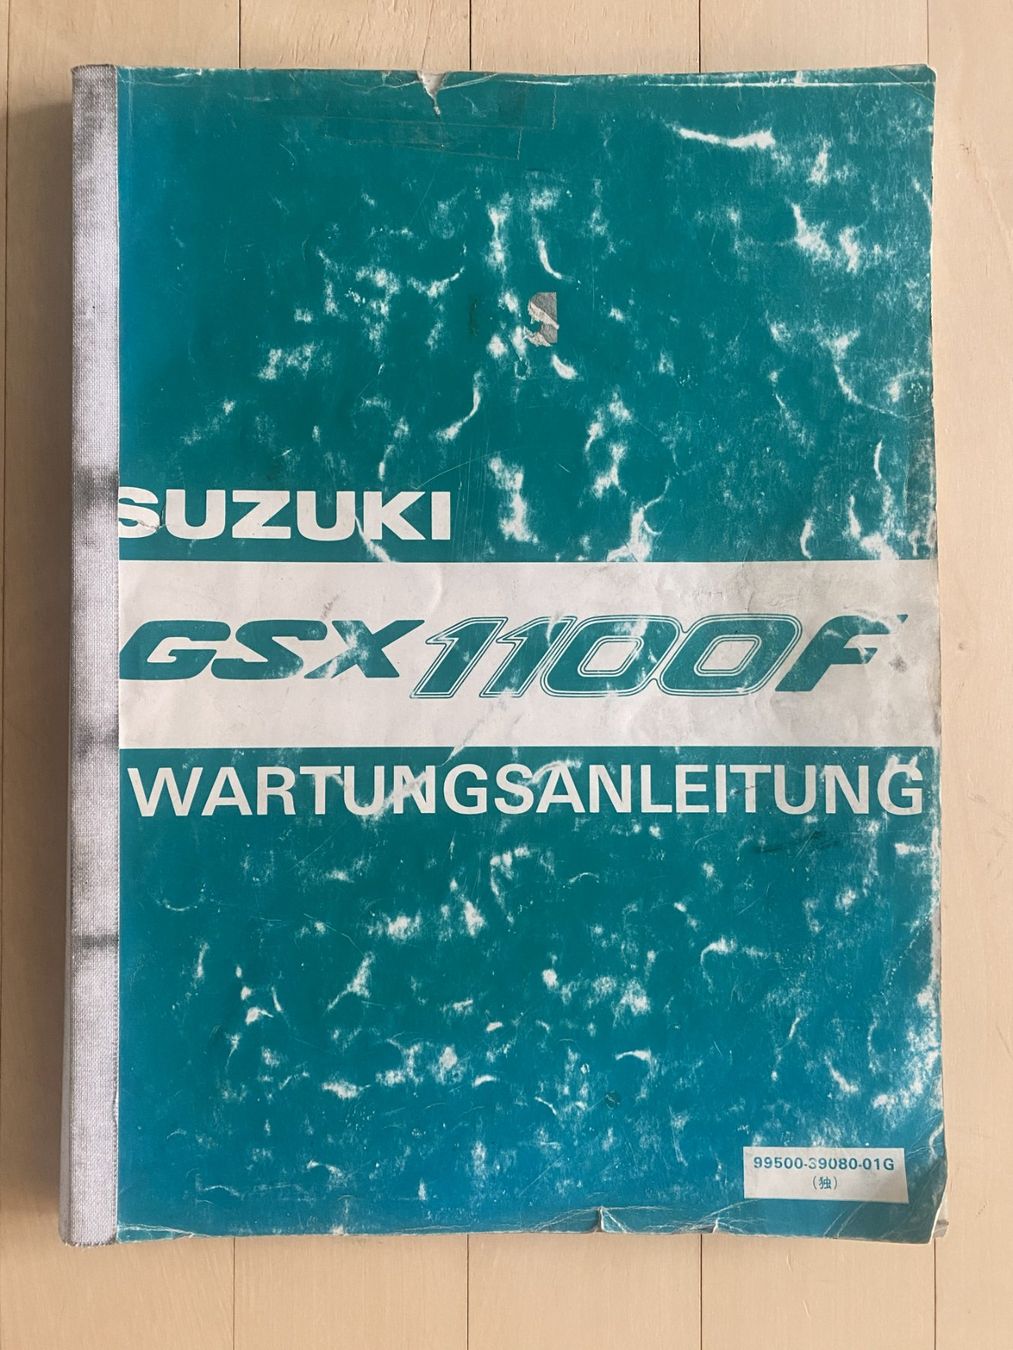 SUZUKI
GSX 1100F
WARTUNGSANLEITUNG
99500-39080-01G
(独)